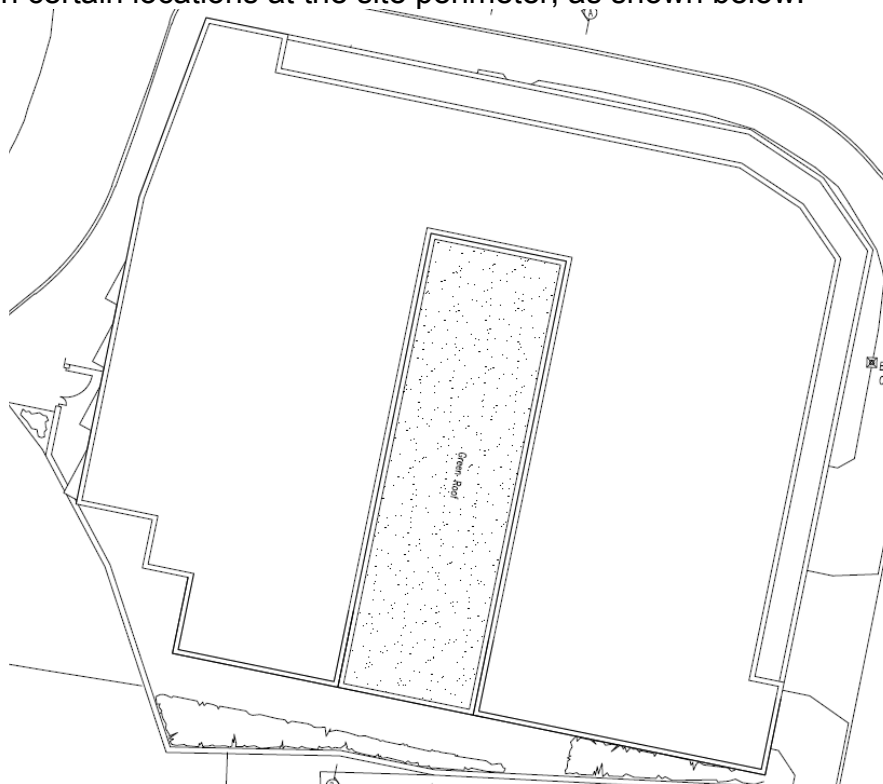 certain locations at the site perimeter, as shown below.
A
Green Roof